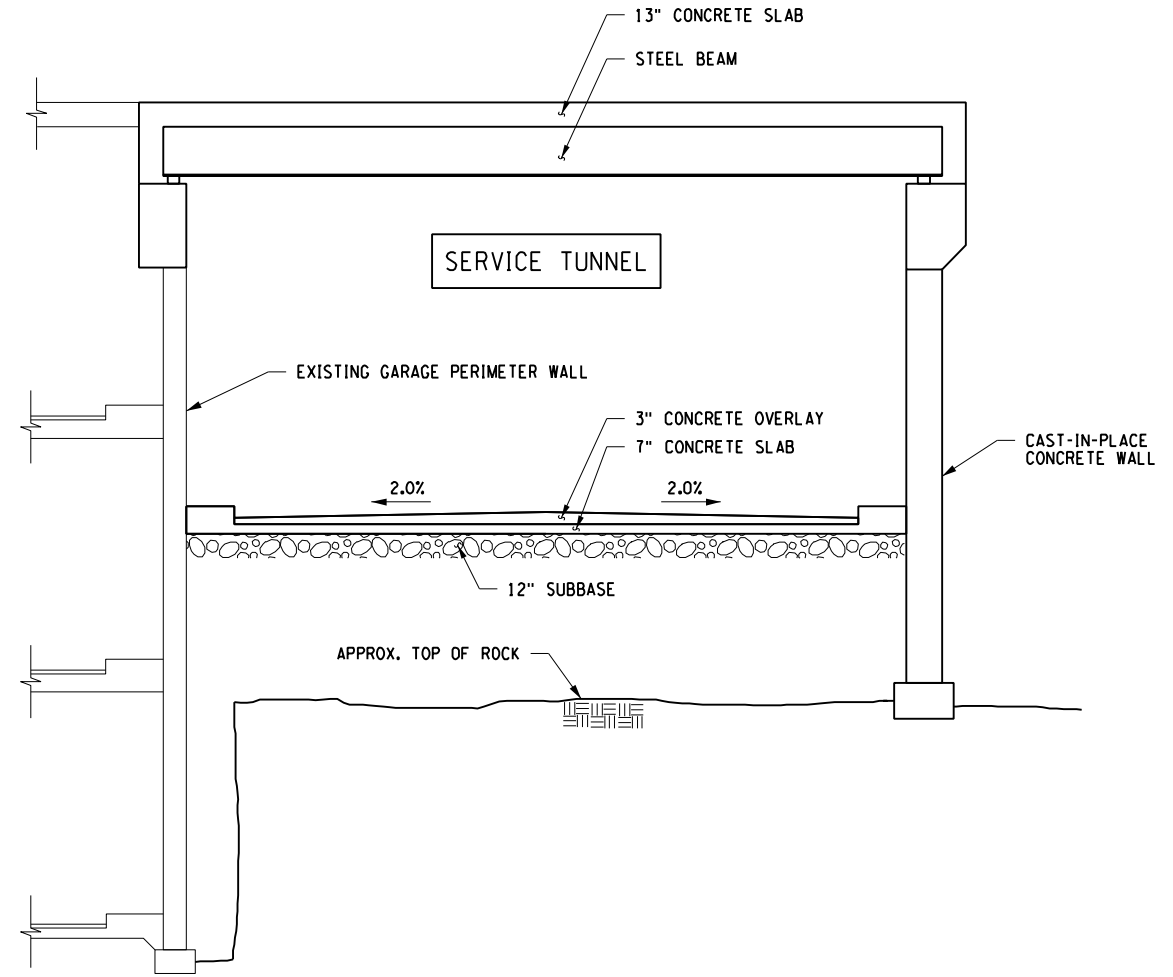 13" CONCRETE SLAB
STEEL BEAM
SERVICE TUNNEL
EXISTING GARAGE PERIMETER WALL
3" CONCRETE OVERLAY
7" CONCRETE SLAB
CAST-IN-PLACE
CONCRETE WALL
2.0%
2.0%
12" SUBBASE
APPROX. TOP OF ROCK